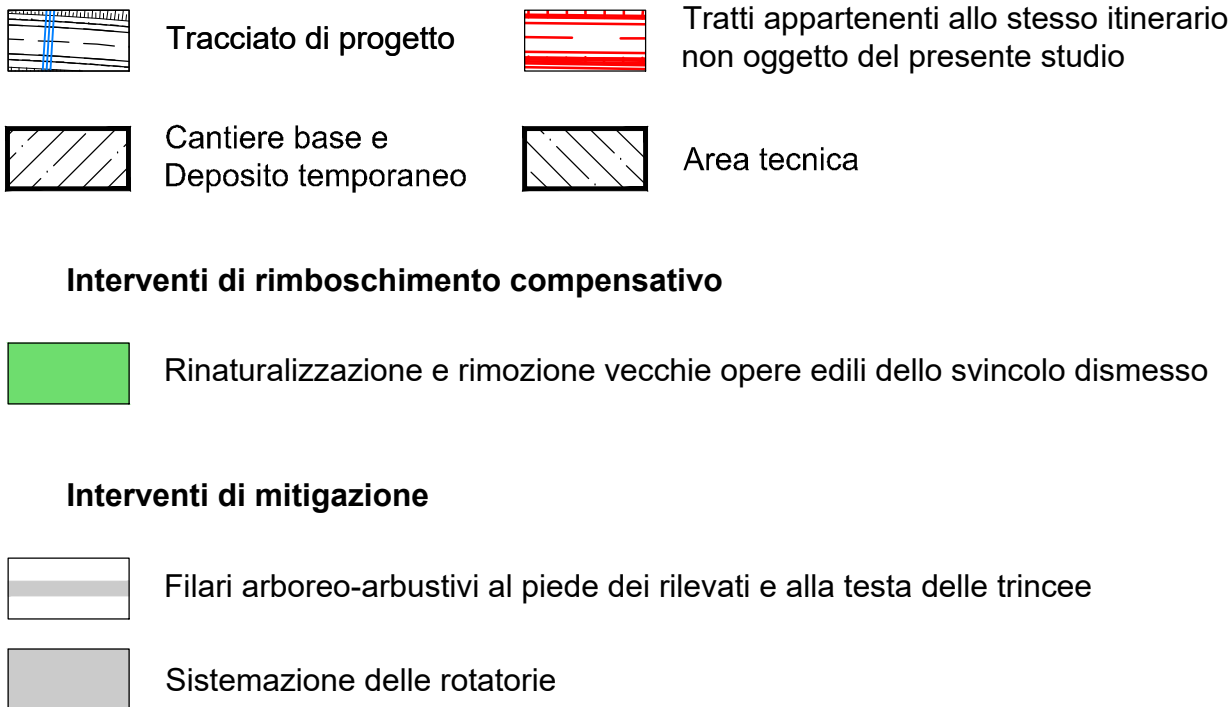 Tracciato di progetto
Tratti appartenenti allo stesso itinerario
non oggetto del presente studio
Cantiere base e
Deposito temporaneo
Area tecnica
Interventi di rimboschimento compensativo
Rinaturalizzazione e rimozione vecchie opere edili dello svincolo dismesso
Interventi di mitigazione
Filari arboreo-arbustivi al piede dei rilevati e alla testa delle trincee
Sistemazione delle rotatorie